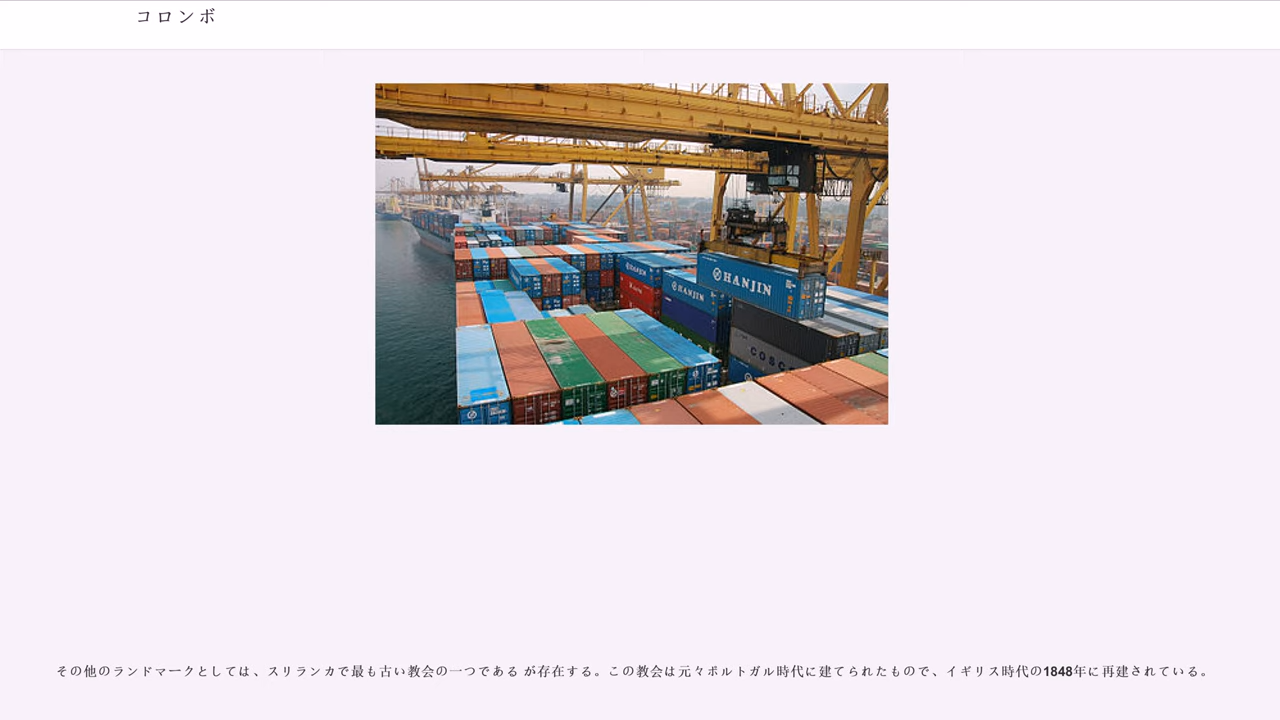 コロンボ
HANJIN
HANJIN
HANJIN
その他のランドマークとしては、スリランカで最も古い教会の一つである が存在する。この教会は元々ポルトガル時代に建てられたもので、イギリス時代の1848年に再建されている。